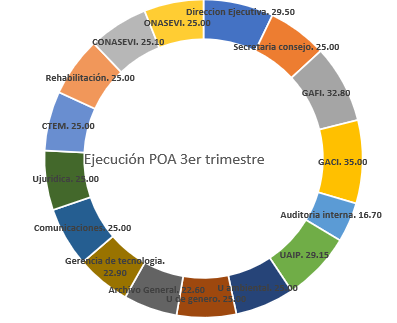 Direccion Ejecutiva. 29.50
ONASEVI. 25.00
CONASEVI. 25.10
Secretaria consejo. 25.00
Rehabilitación. 25.00
GAFI. 32.80
CTEM. 25.00
Ejecución POA 3er trimestre
GACI. 35.00
Ujuridica. 25.00
Auditoria interna. 16.70
Comunicaciones. 25.00
UAIP. 29.15
Gerencia de tecnologia.
22.90
Archivo General. 22.60
U de genero.